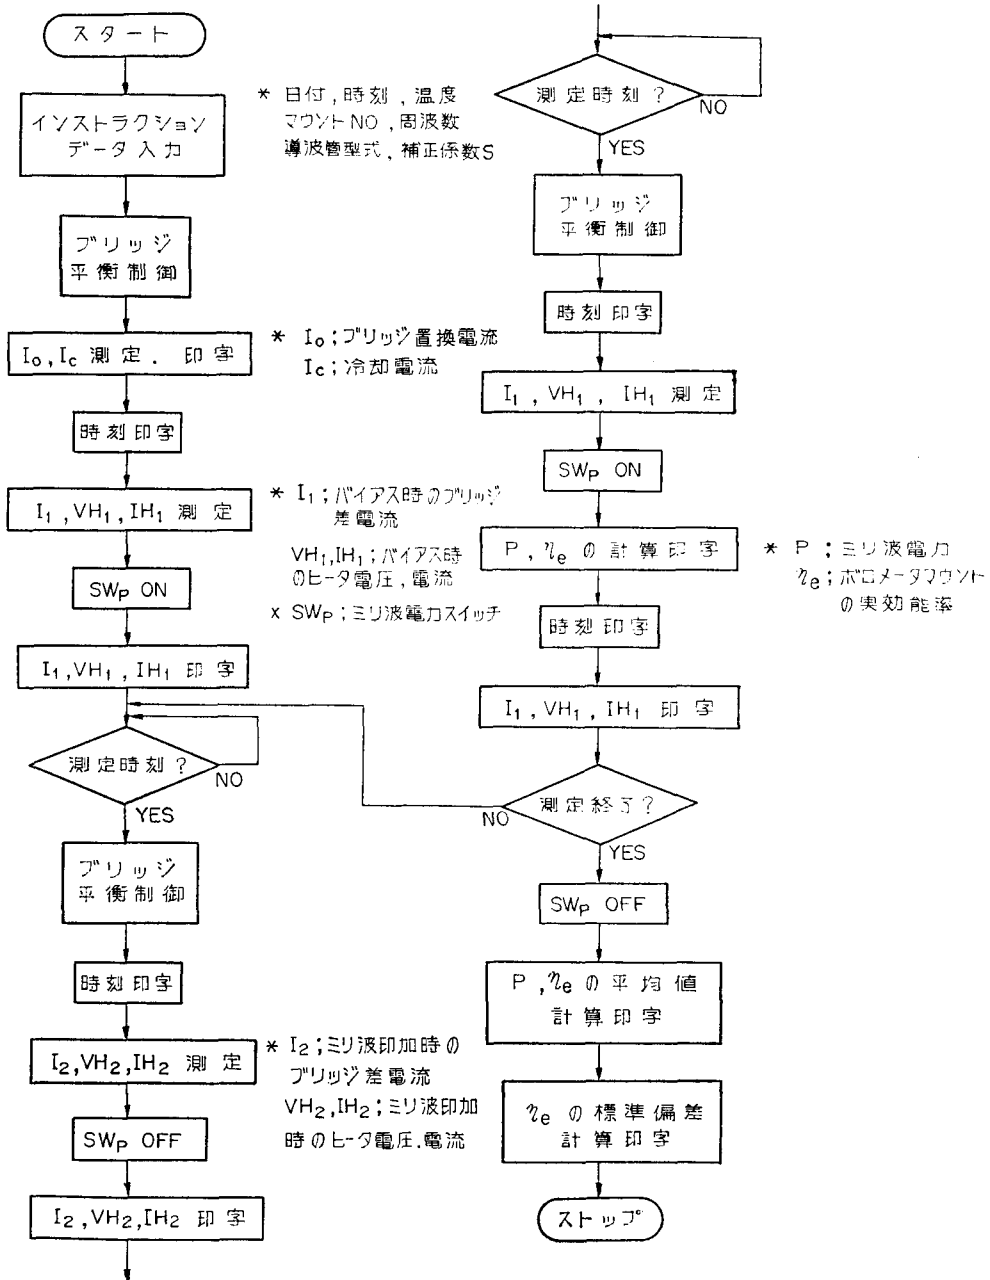 スタート
インストラクション
データ入力
* 日付,時刻,温度
マウントNO,周波数
導波管型式,補正係数S
ブリッジ
平衡制御
I₀,Ic 測定.印字
* I₀;ブリッジ置換電流
Ic;冷却電流
時刻印字
I₁,VH₁,IH₁ 測定
* I₁;バイアス時のブリッジ
差電流
VH₁,IH₁;バイアス時
のヒータ電圧,電流
SWP ON
x SWP;ミリ波電力スイッチ
I₁,VH₁,IH₁ 印字
測定時刻?
NO
YES
ブリッジ
平衡制御
時刻印字
I₂,VH₂,IH₂ 測定
* I₂;ミリ波印加時の
ブリッジ差電流
VH₂,IH₂;ミリ波印加
時のヒータ電圧.電流
SWP OFF
I₂,VH₂,IH₂ 印字
測定時刻?
NO
YES
ブリッジ
平衡制御
時刻印字
I₁,VH₁,IH₁ 測定
SWP ON
P,ηe の計算印字
* P;ミリ波電力
ηe;ボロメータマウント
の実効能率
時刻印字
I₁,VH₁,IH₁ 印字
測定終了?
NO
YES
SWP OFF
P,ηe の平均値
計算印字
ηe の標準偏差
計算印字
ストップ